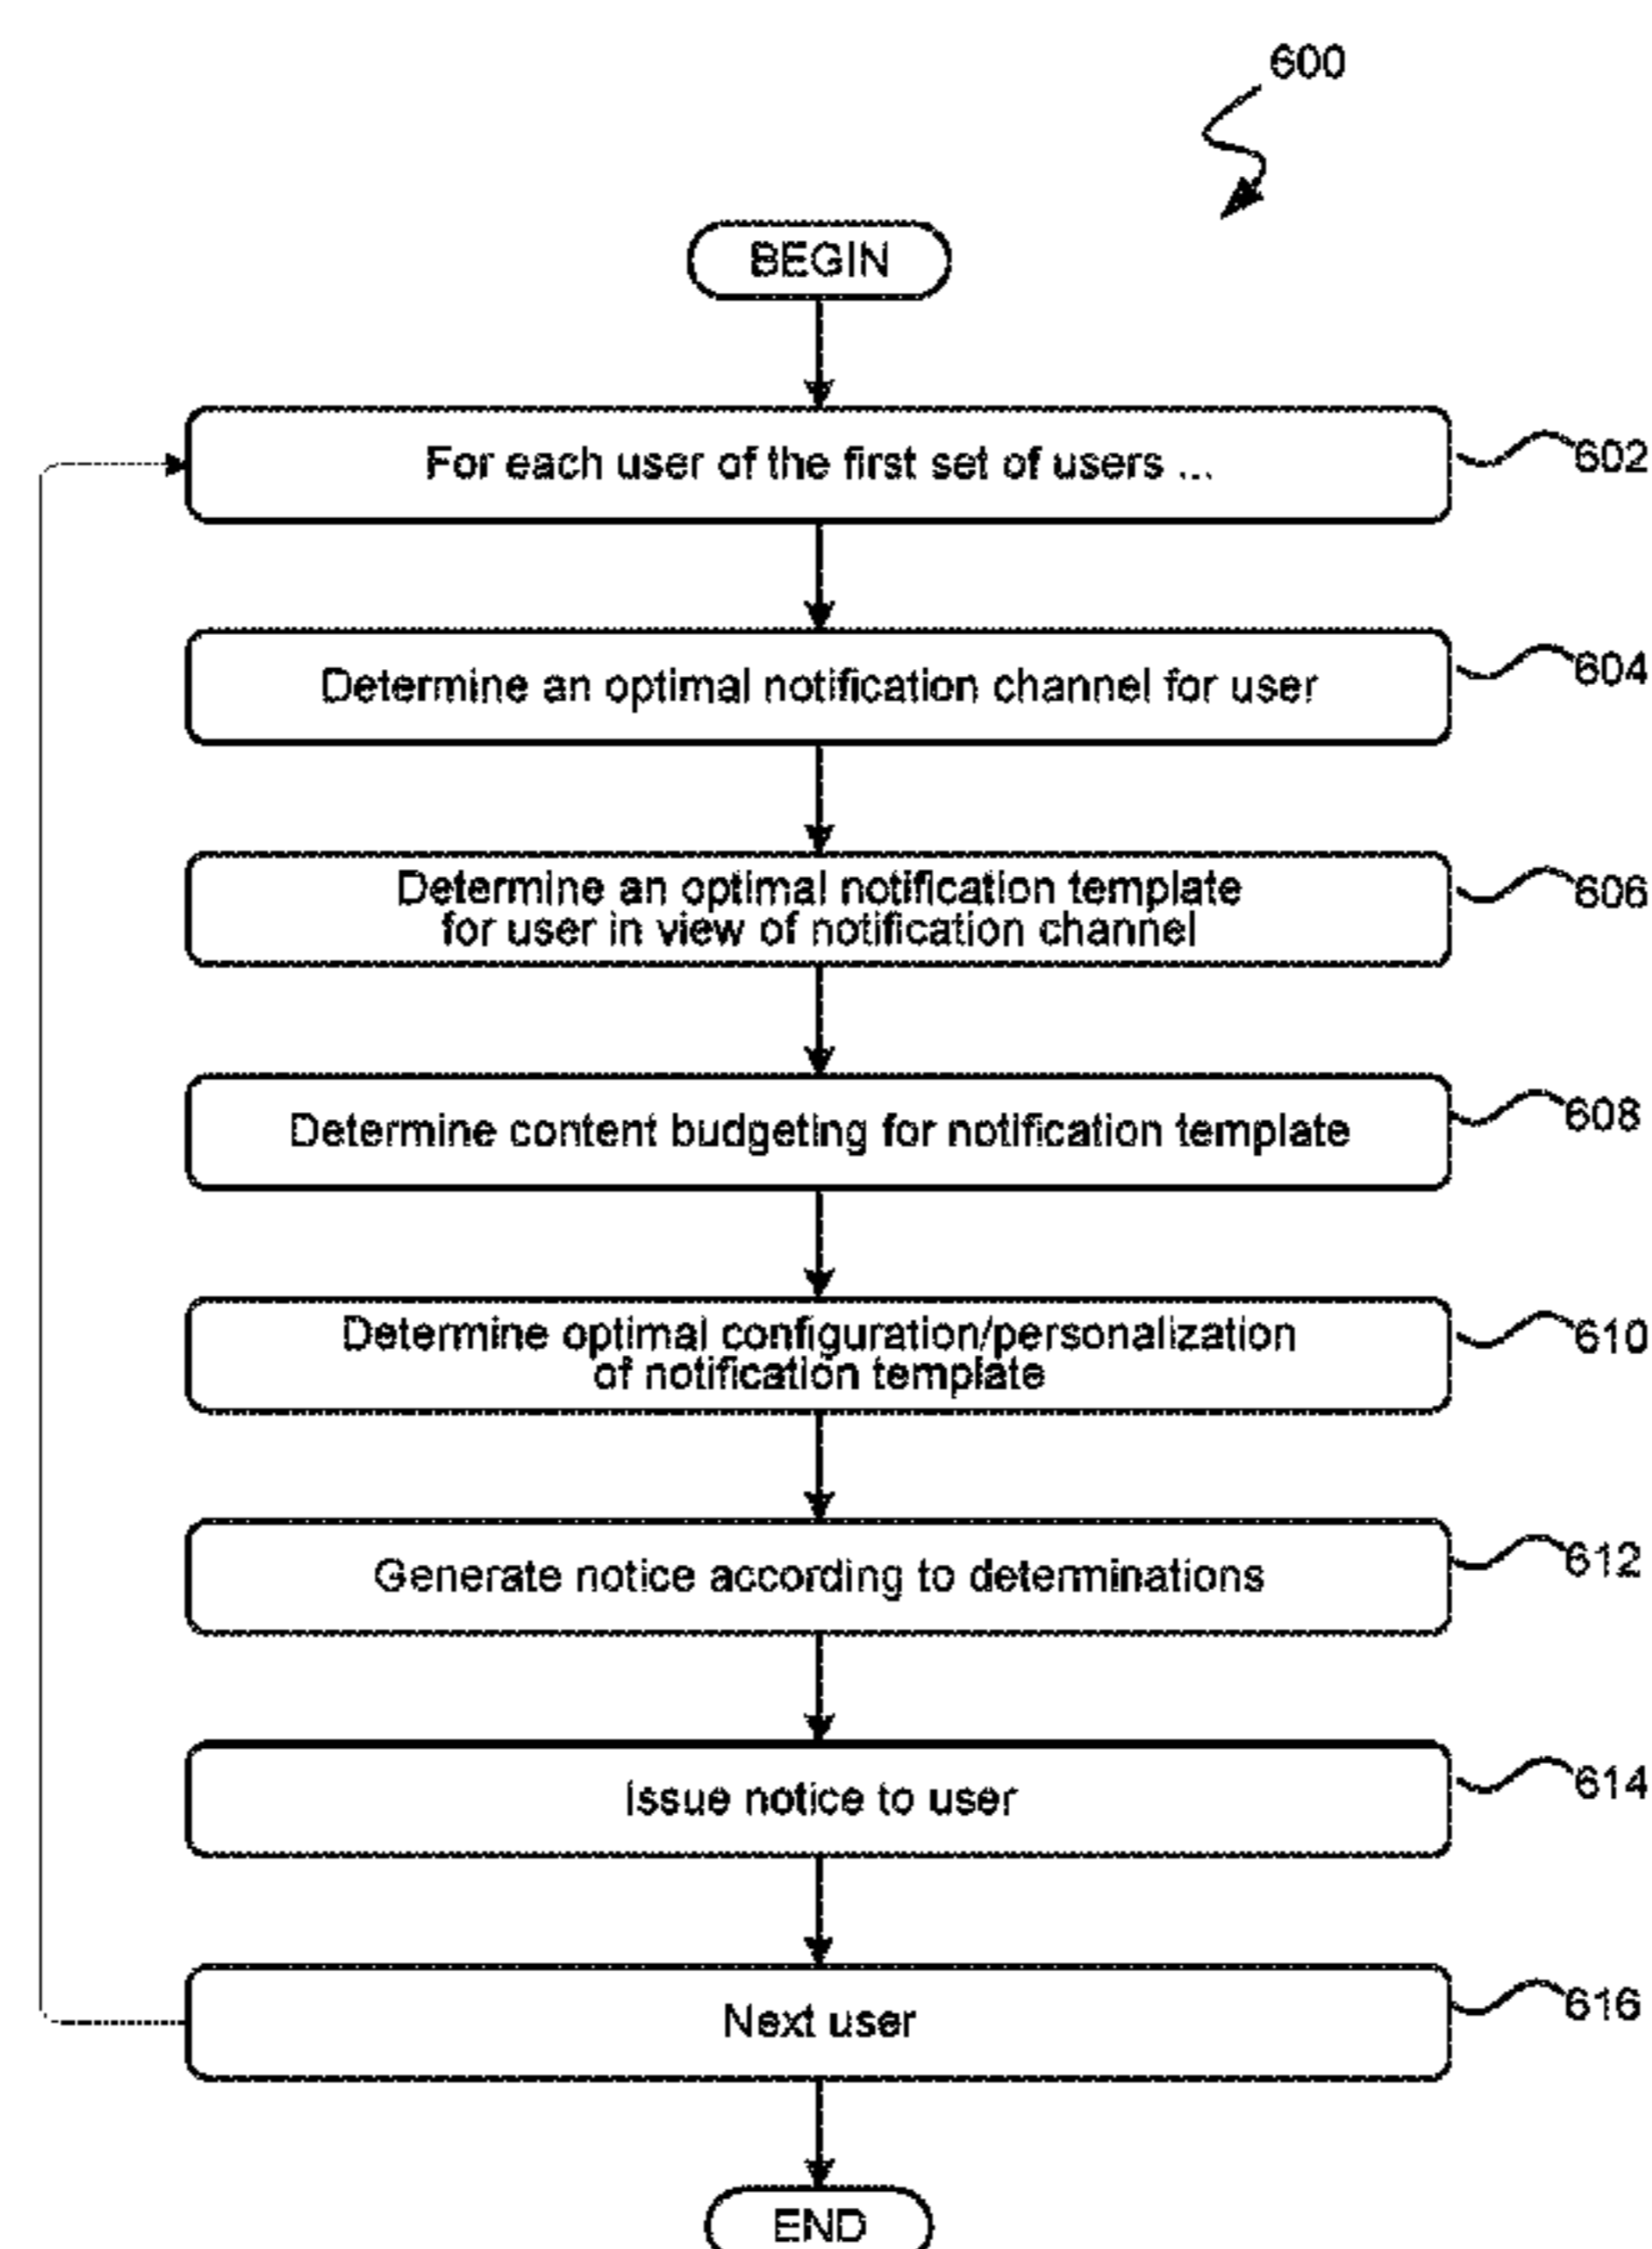 600
BEGIN
For each user of the first set of users ...
602
Determine an optimal notification channel for user
604
Determine an optimal notification template
for user in view of notification channel
606
Determine content budgeting for notification template
608
Determine optimal configuration/personalization
of notification template
610
Generate notice according to determinations
612
Issue notice to user
614
Next user
616
END